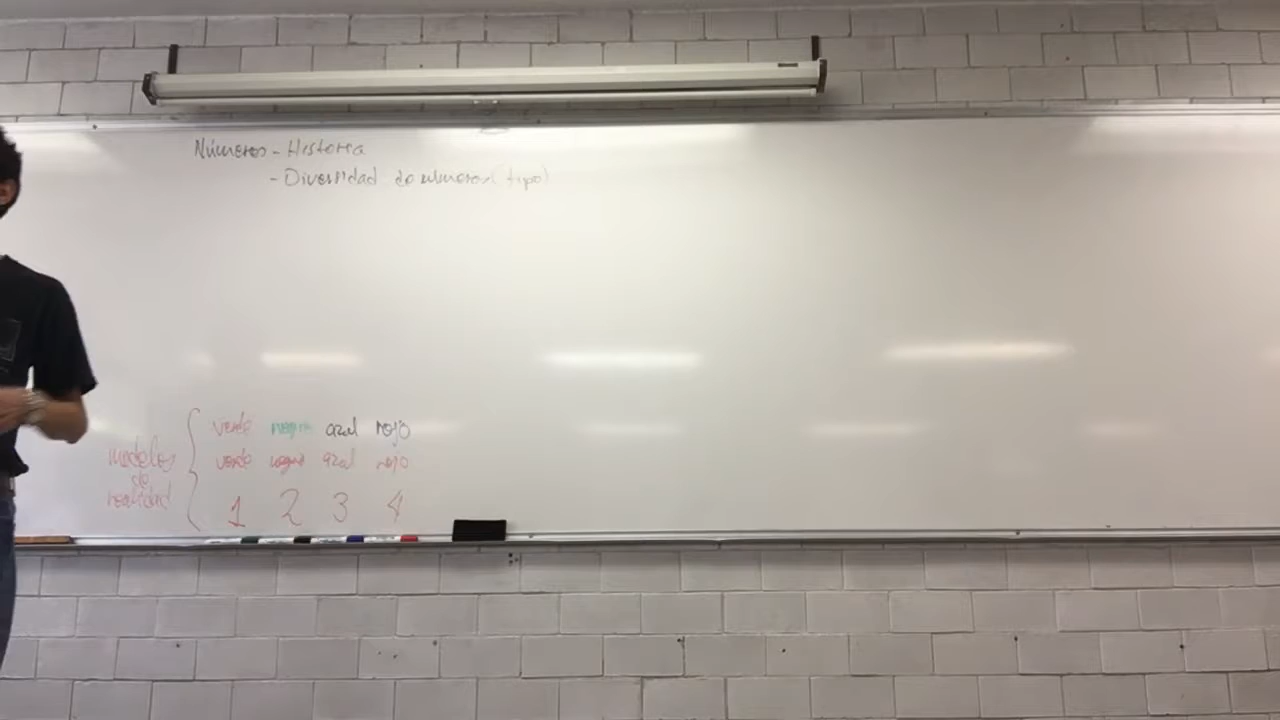 Números - Historia
- Diversidad de números (tipo)
verde negro azul rojo
modelos
verde negro azul rojo
de
realidad
1 2 3 4